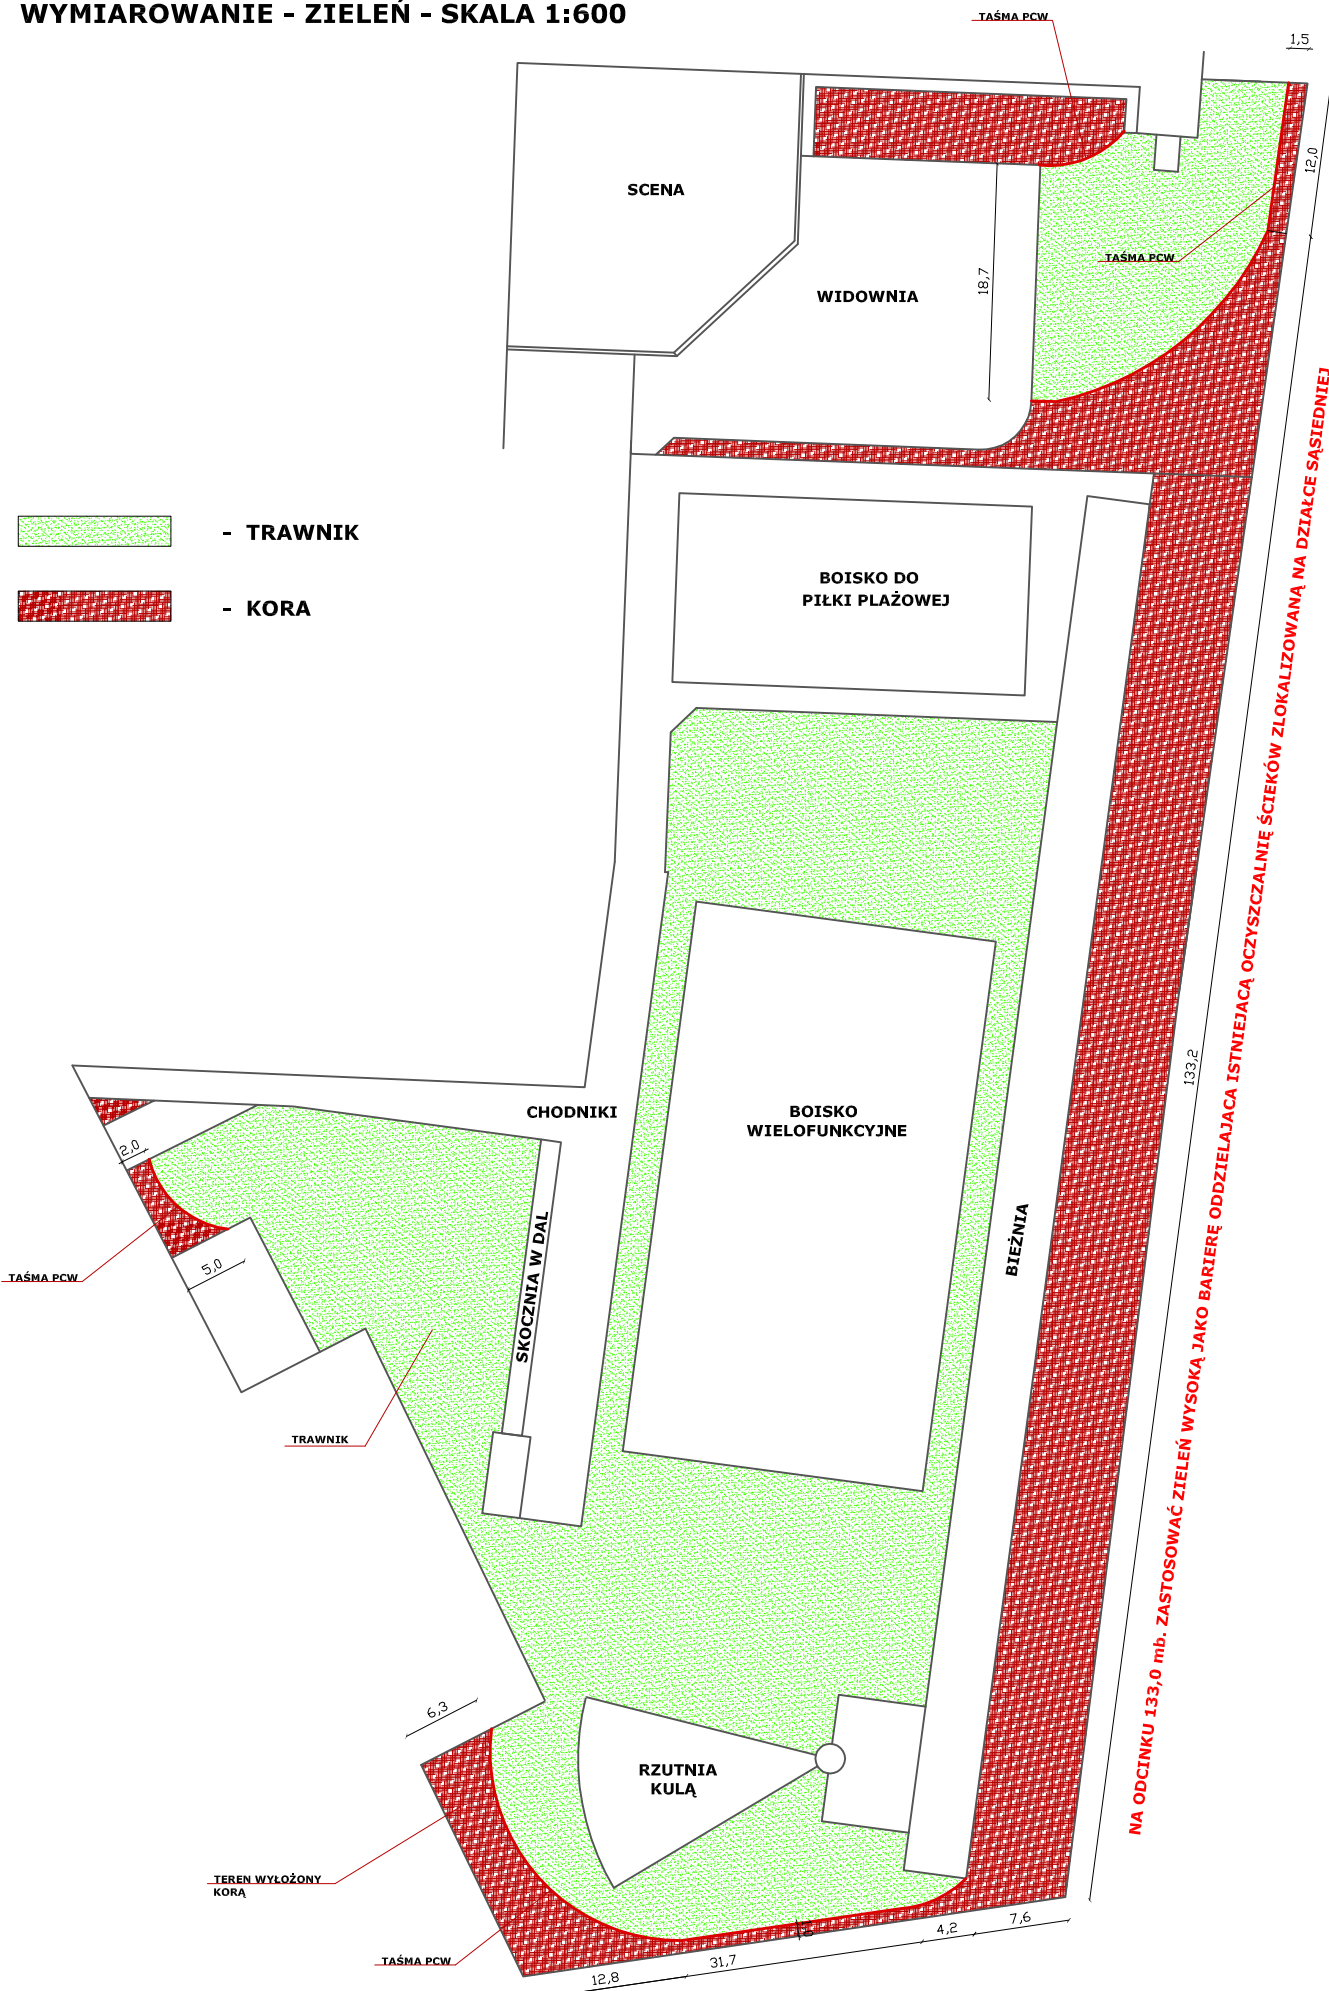 WYMIAROWANIE - ZIELEŃ - SKALA 1:600
TAŚMA PCW
1,5
12,0
SCENA
TAŚMA PCW
18,7
WIDOWNIA
- TRAWNIK
- KORA
BOISKO DO
PIŁKI PLAŻOWEJ
NA ODCINKU 133,0 mb. ZASTOSOWAĆ ZIELEŃ WYSOKĄ JAKO BARIERĘ ODDZIELAJACA ISTNIEJACĄ OCZYSZCZALNIĘ ŚCIEKÓW ZLOKALIZOWANĄ NA DZIAŁCE SĄSIEDNIEJ
133,2
CHODNIKI
BOISKO
WIELOFUNKCYJNE
2,0
BIEŻNIA
SKOCZNIA W DAL
5,0
TAŚMA PCW
TRAWNIK
6,3
RZUTNIA
KULĄ
TEREN WYŁOŻONY
KORĄ
TAŚMA PCW
12,8
31,7
4,2
7,6